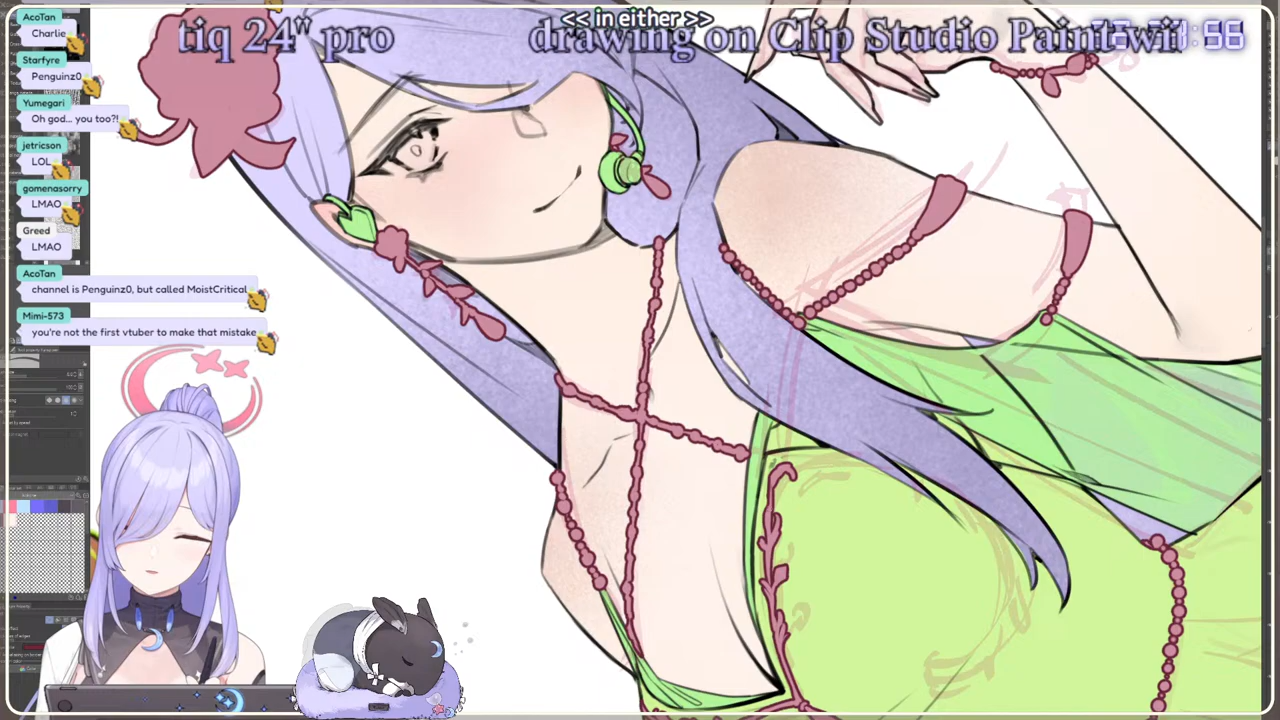 << in either >>
tiq 24" pro drawing on Clip Studio Paint wii
AcoTan
Charlie
Starfyre
Penguinz0
Yumegari
Oh god... you too?!
jetricson
LOL
gomenasorry
LMAO
Greed
LMAO
AcoTan
channel is Penguinz0, but called MoistCritical
Mimi-573
you're not the first vtuber to make that mistake